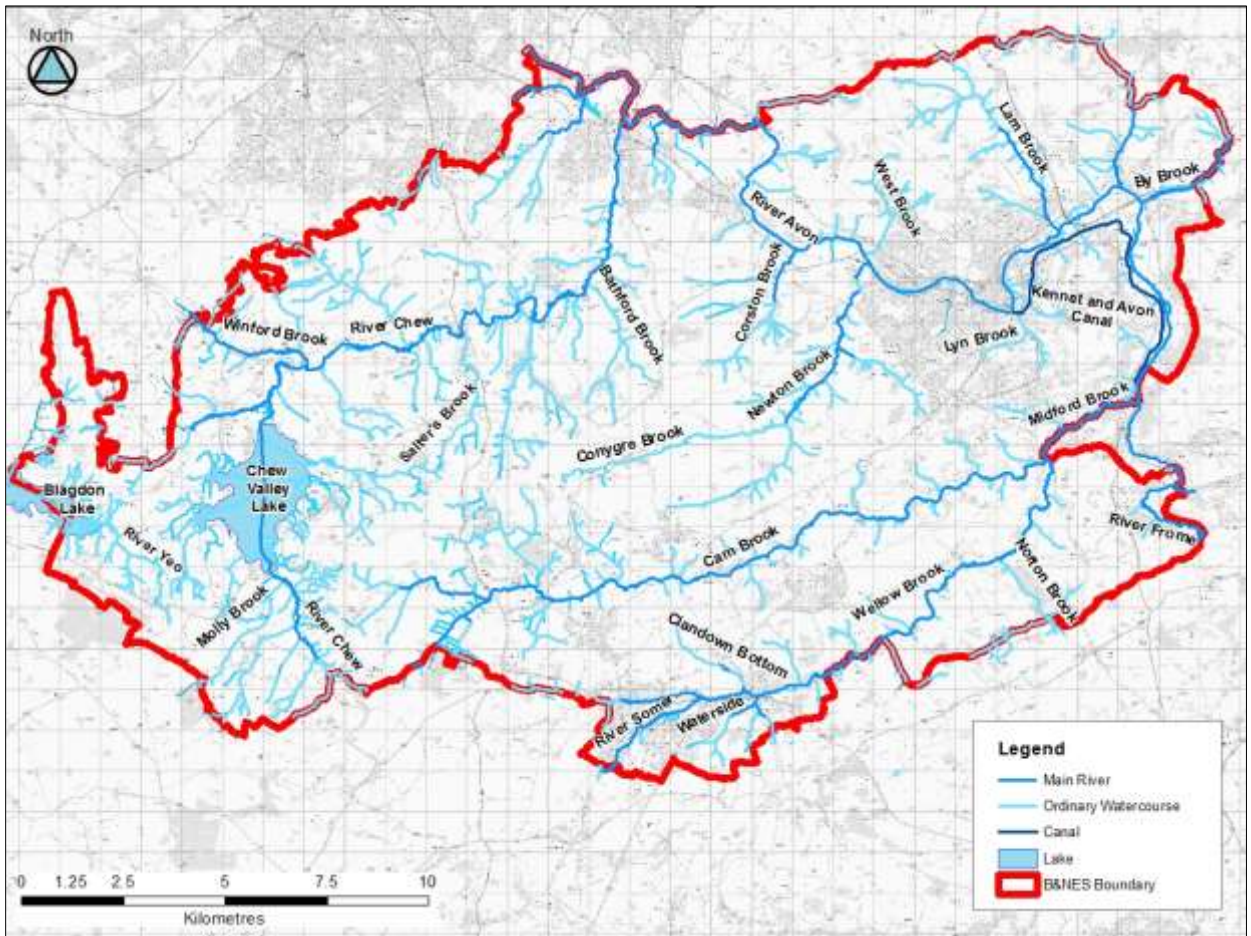 North
Lam Brook
By Brook
West Brook
River Avon
Corston Brook
Bathford Brook
Kennet and Avon
Canal
Lyn Brook
Winford Brook
River Chew
Newton Brook
Midford Brook
Salter's Brook
Conygre Brook
Chew
Valley
Lake
Blagdon
Lake
River Yeo
River Frome
Cam Brook
Norton Brook
Wellow Brook
Molly Brook
River Chew
Clandown Bottom
River Somer
Waterside
Legend
Main River
Ordinary Watercourse
Canal
Lake
B&NES Boundary
0 1.25 2.5 5 7.5 10
Kilometres